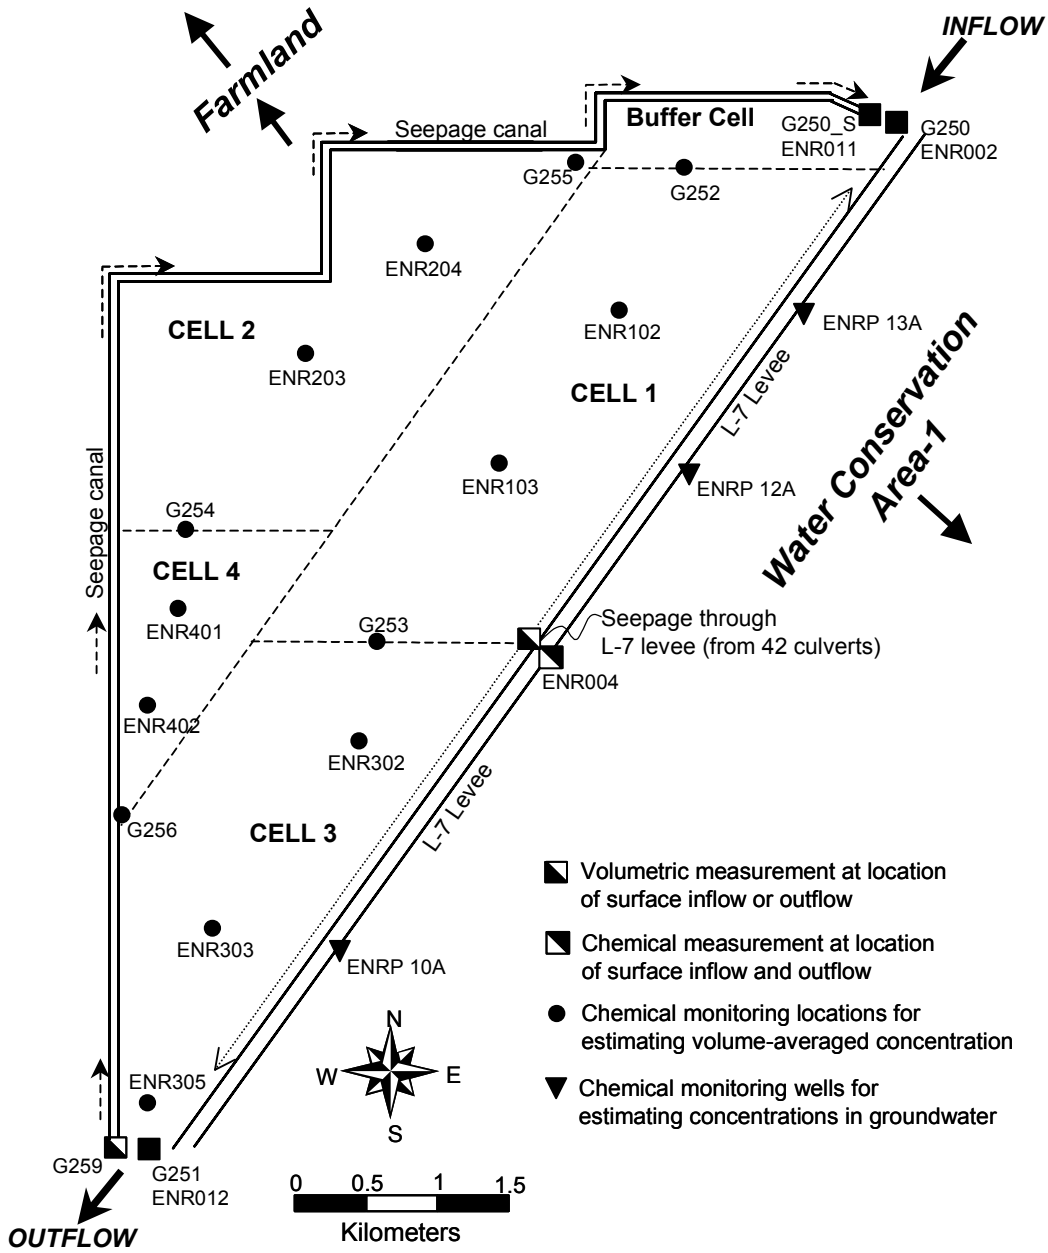 INFLOW
Farmland
Seepage canal
Buffer Cell
G250_S
ENR011
G250
ENR002
G255
G252
ENR204
CELL 2
ENR102
ENRP 13A
ENR203
CELL 1
L-7 Levee
Water Conservation
Area-1
Seepage canal
ENR103
ENRP 12A
G254
CELL 4
ENR401
G253
Seepage through
L-7 levee (from 42 culverts)
ENR004
ENR402
ENR302
L-7 Levee
G256
CELL 3
Volumetric measurement at location
of surface inflow or outflow
ENR303
ENRP 10A
Chemical measurement at location
of surface inflow and outflow
Chemical monitoring locations for
estimating volume-averaged concentration
N
W
E
S
ENR305
Chemical monitoring wells for
estimating concentrations in groundwater
G259
G251
ENR012
0 0.5 1 1.5
Kilometers
OUTFLOW